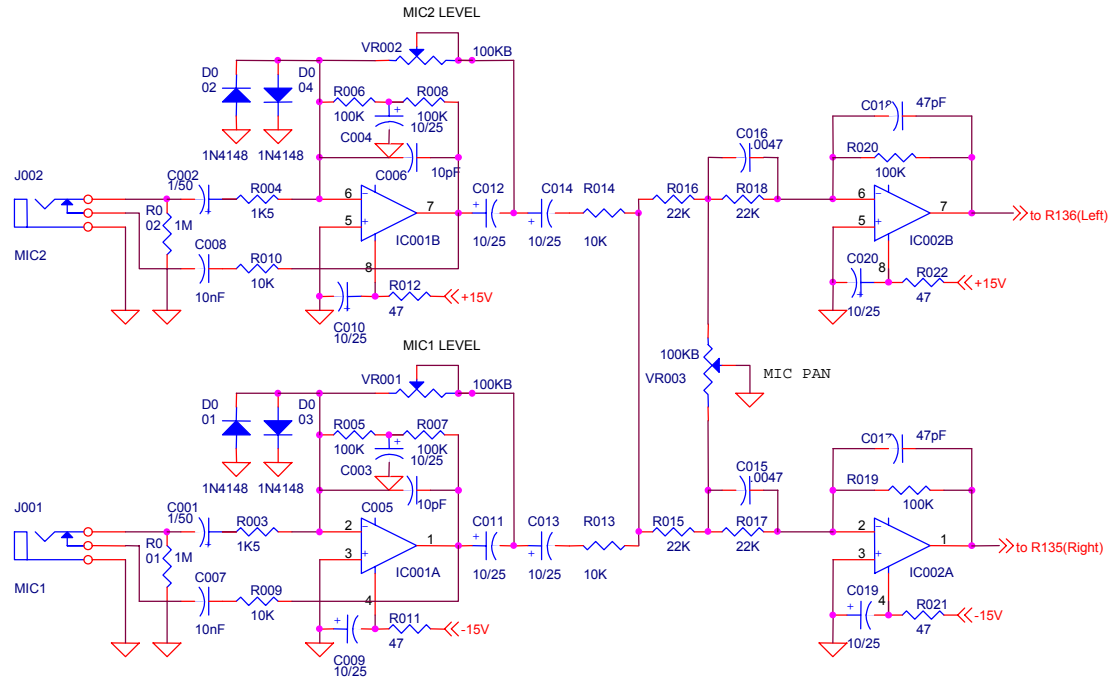 MIC2 LEVEL
VR002
100KB
D0
02
D0
04
R006
100K
R008
100K
C004
10/25
1N4148
1N4148
C006
10pF
J002
MIC2
C002
1/50
R0
02
1M
R004
1K5
C008
10nF
R010
10K
6
5
7
8
IC001B
C010
10/25
R012
47
+15V
C012
10/25
C014
10/25
R014
10K
R016
22K
C016
.0047
R018
22K
C018
47pF
R020
100K
6
5
7
8
IC002B
C020
10/25
R022
47
+15V
to R136(Left)
100KB
VR003
MIC PAN
MIC1 LEVEL
VR001
100KB
D0
01
D0
03
R005
100K
R007
100K
C003
10/25
1N4148
1N4148
C005
10pF
J001
MIC1
C001
1/50
R0
01
1M
R003
1K5
C007
10nF
R009
10K
2
3
1
4
IC001A
C009
10/25
R011
47
-15V
C011
10/25
C013
10/25
R013
10K
R015
22K
C015
.0047
R017
22K
C017
47pF
R019
100K
2
3
1
4
IC002A
C019
10/25
R021
47
-15V
to R135(Right)